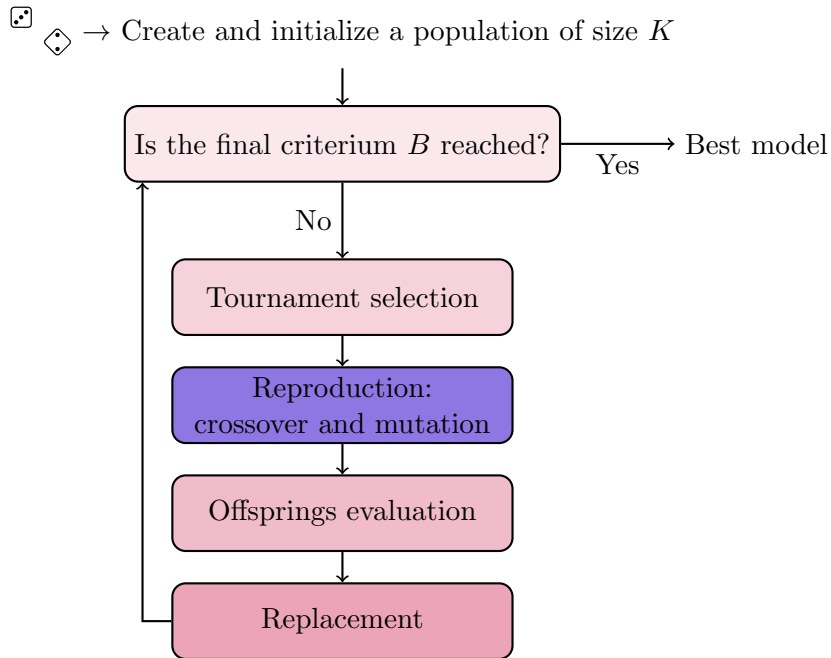 → Create and initialize a population of size K
Is the final criterium B reached?
Yes
Best model
No
Tournament selection
Reproduction:
crossover and mutation
Offsprings evaluation
Replacement